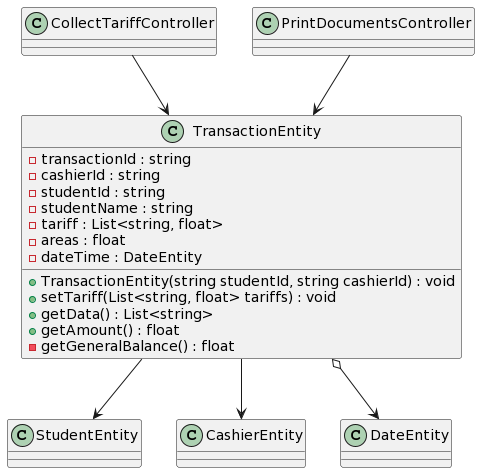 C CollectTariffController
C PrintDocumentsController
C TransactionEntity
transactionId : string
cashierId : string
studentId : string
studentName : string
tariff : List<string, float>
areas : float
dateTime : DateEntity
TransactionEntity(string studentId, string cashierId) : void
setTariff(List<string, float> tariffs) : void
getData() : List<string>
getAmount() : float
getGeneralBalance() : float
C StudentEntity
C CashierEntity
C DateEntity